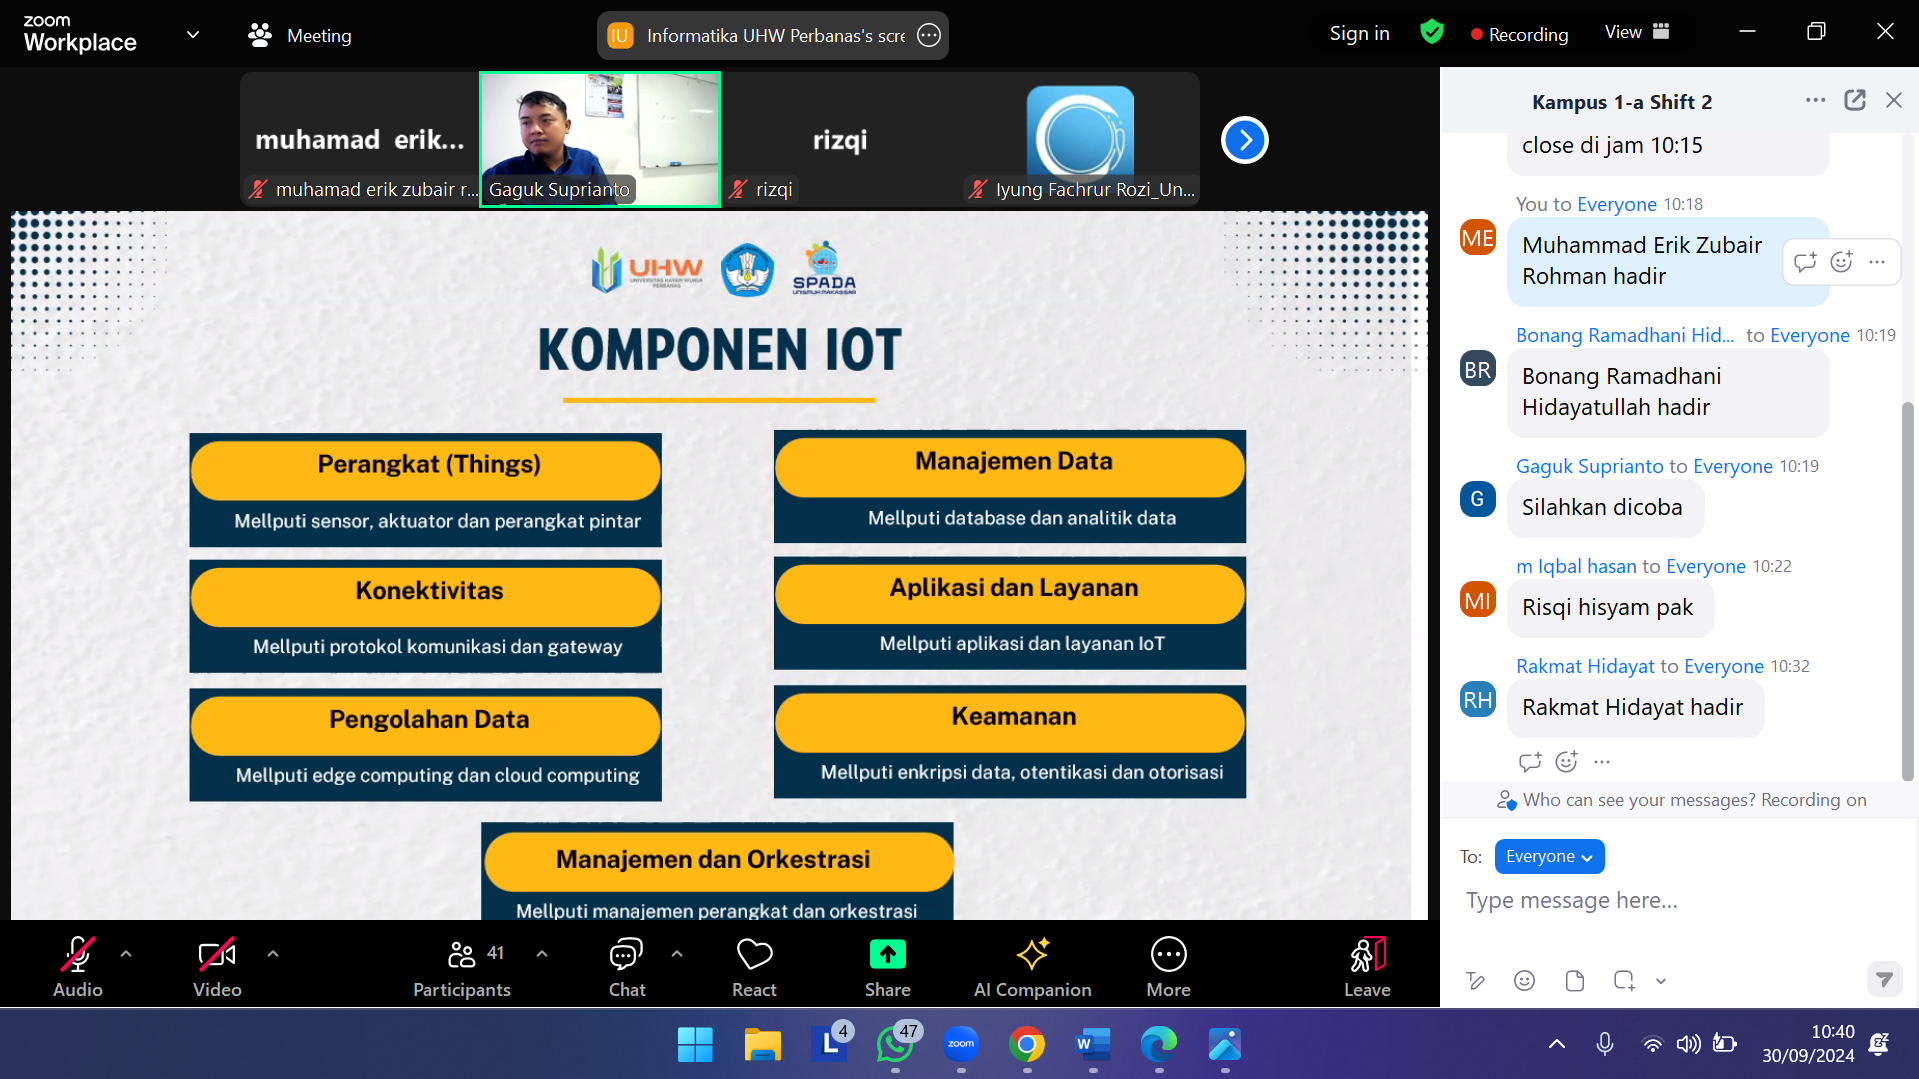 zoom
Workplace
Meeting
IU
Informatika UHW Perbanas's scre
Sign in
Recording
View
muhamad erik...
muhamad erik zubair r...
Gaguk Suprianto
rizqi
rizqi
Iyung Fachrur Rozi_Un...
UHW
UNIVERSITAS HAYAM WURUK
PERBANAS
SPADA
UNISMUH MAKASSAR
KOMPONEN IOT
Perangkat (Things)
Mellputi sensor, aktuator dan perangkat pintar
Konektivitas
Mellputi protokol komunikasi dan gateway
Pengolahan Data
Mellputi edge computing dan cloud computing
Manajemen Data
Mellputi database dan analitik data
Aplikasi dan Layanan
Mellputi aplikasi dan layanan IoT
Keamanan
Mellputi enkripsi data, otentikasi dan otorisasi
Manajemen dan Orkestrasi
Mellputi manajemen perangkat dan orkestrasi
Kampus 1-a Shift 2
close di jam 10:15
You to Everyone 10:18
ME
Muhammad Erik Zubair
Rohman hadir
Bonang Ramadhani Hid... to Everyone 10:19
BR
Bonang Ramadhani
Hidayatullah hadir
Gaguk Suprianto to Everyone 10:19
G
Silahkan dicoba
m Iqbal hasan to Everyone 10:22
MI
Risqi hisyam pak
Rakmat Hidayat to Everyone 10:32
RH
Rakmat Hidayat hadir
Who can see your messages? Recording on
To: Everyone
Type message here...
Audio
Video
41
Participants
Chat
React
Share
AI Companion
More
Leave
L
4
47
zoom
W
10:40
30/09/2024